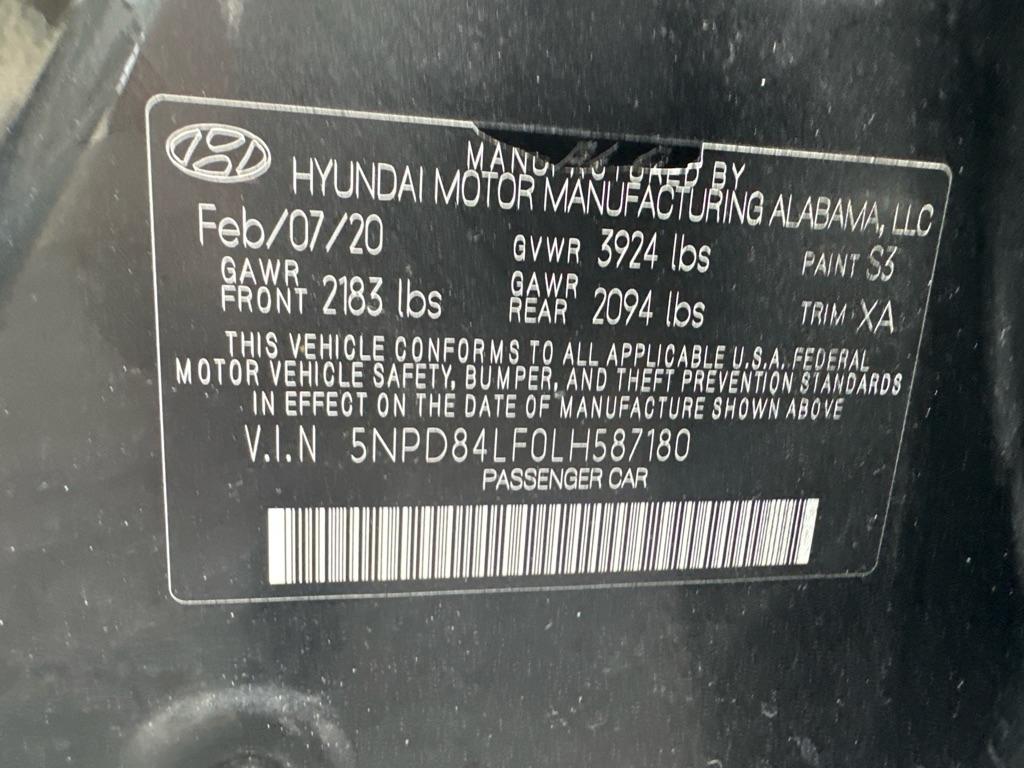 MANUFACTURED BY
HYUNDAI MOTOR MANUFACTURING ALABAMA, LLC
Feb/07/20 GVWR 3924 lbs PAINT S3
GAWR FRONT 2183 lbs GAWR REAR 2094 lbs TRIM XA
THIS VEHICLE CONFORMS TO ALL APPLICABLE U.S.A. FEDERAL
MOTOR VEHICLE SAFETY, BUMPER, AND THEFT PREVENTION STANDARDS
IN EFFECT ON THE DATE OF MANUFACTURE SHOWN ABOVE
V.I.N 5NPD84LF0LH587180
PASSENGER CAR